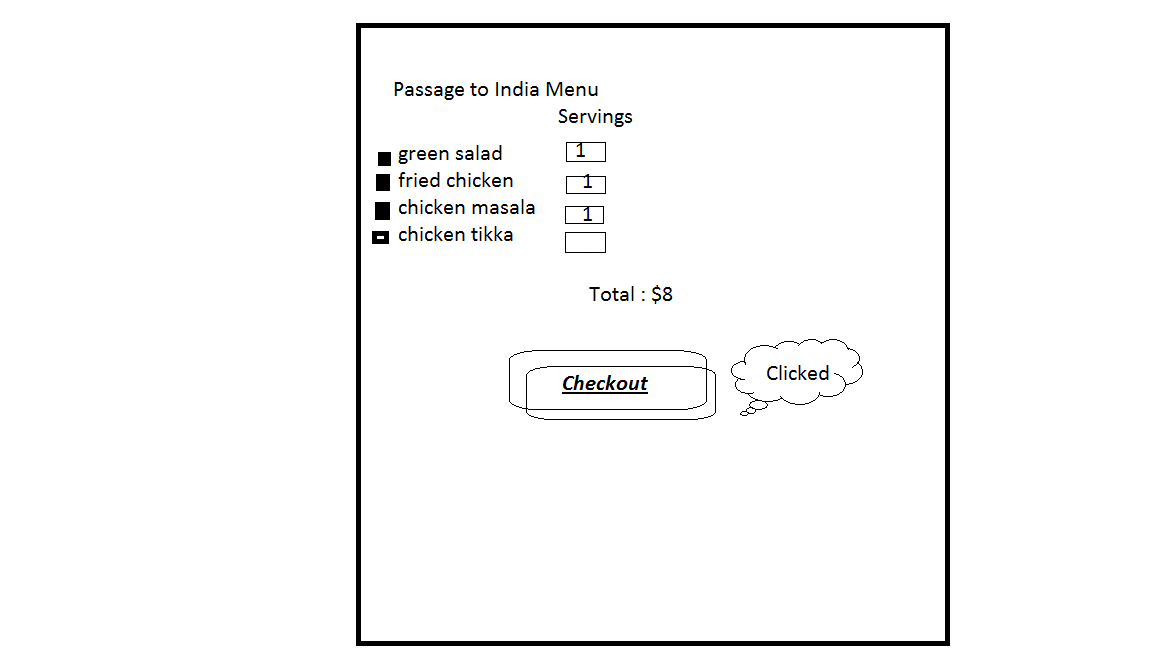 Passage to India Menu
Servings
green salad 1
fried chicken 1
chicken masala 1
chicken tikka
Total : $8
Checkout
Clicked